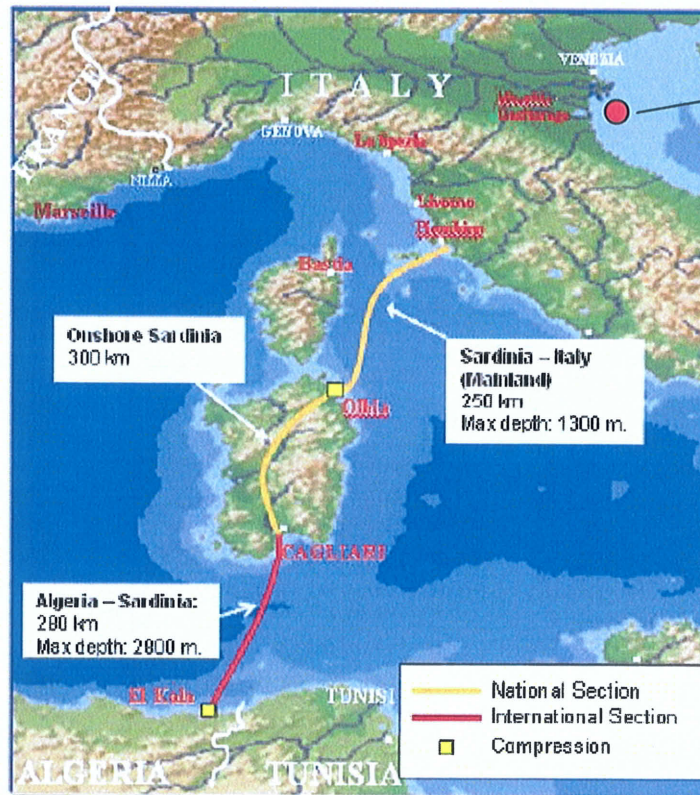 ITALY
FRANCE
VENEZIA
GENOVA
La Spezia
Marseille
Livorno
Piombino
Bastia
Onshore Sardinia
300 km
Sardinia – Italy
(Mainland)
250 km
Max depth: 1300 m.
Olbia
CAGLIARI
Algeria – Sardinia:
280 km
Max depth: 2800 m.
El Kala
TUNISI
National Section
International Section
Compression
ALGERIA
TUNISIA